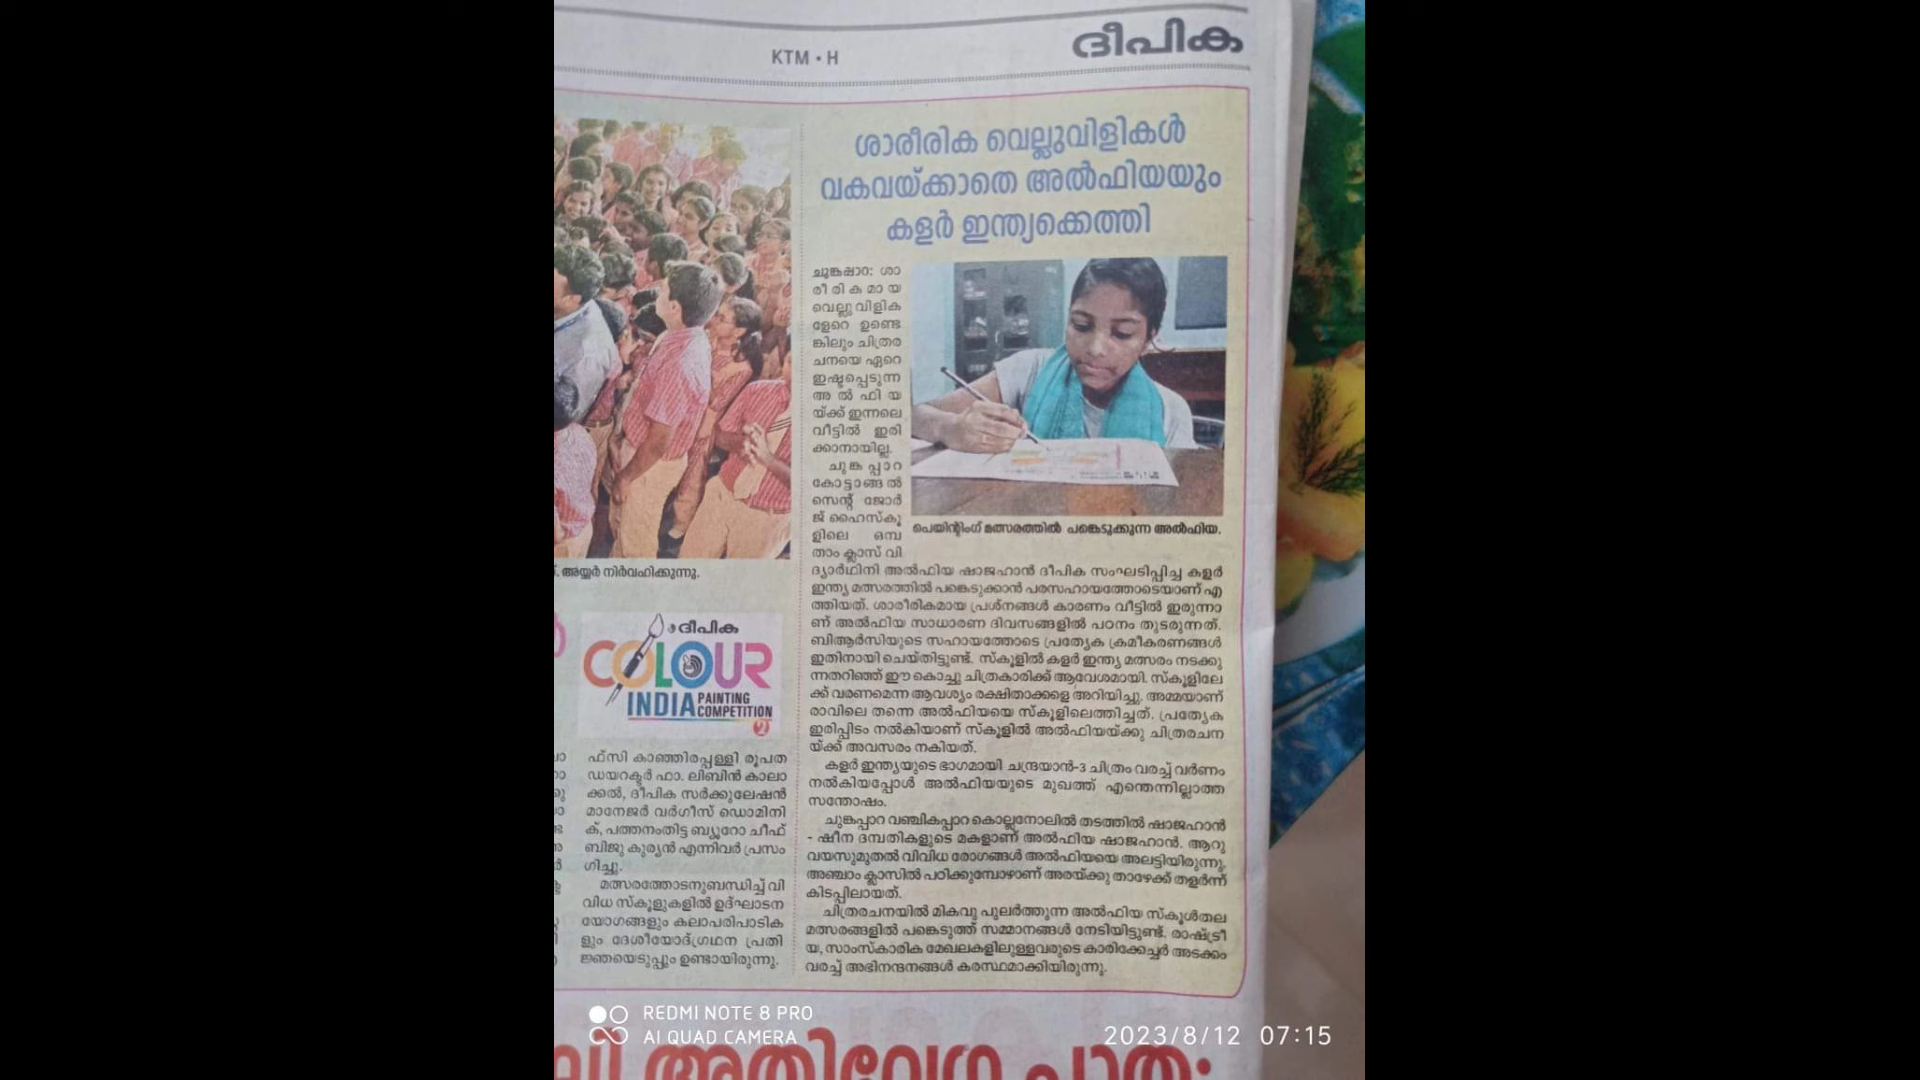 KTM • H
ദീപിക
ശാരീരിക വെല്ലുവിളികൾ
വകവയ്ക്കാതെ അൽഫിയയും
കളർ ഇന്ത്യക്കെത്തി
ചുങ്കപ്പാറ: ശാ
രീരികമായ
വെല്ലുവിളിക
ളേറെ ഉണ്ടെ
ങ്കിലും ചിത്രര
ചനയെ ഏറെ
ഇഷ്ടപ്പെടുന്ന
അൽഫിയ
യ്ക്ക് ഇന്നലെ
വീട്ടിൽ ഇരി
ക്കാനായില്ല.
ചുങ്കപ്പാറ
കോട്ടാങ്ങൽ
സെന്റ് ജോർ
ജ് ഹൈസ്കൂ
ളിലെ ഒമ്പ
താം ക്ലാസ് വി
ദ്യാർഥിനി അൽഫിയ ഷാജഹാൻ ദീപിക സംഘടിപ്പിച്ച കളർ
ഇന്ത്യ മത്സരത്തിൽ പങ്കെടുക്കാൻ പരസഹായത്തോടെയാണ് എ
ത്തിയത്. ശാരീരികമായ പ്രശ്നങ്ങൾ കാരണം വീട്ടിൽ ഇരുന്നാ
ണ് അൽഫിയ സാധാരണ ദിവസങ്ങളിൽ പഠനം തുടരുന്നത്.
ബിആർസിയുടെ സഹായത്തോടെ പ്രത്യേക ക്രമീകരണങ്ങൾ
ഇതിനായി ചെയ്തിട്ടുണ്ട്. സ്കൂളിൽ കളർ ഇന്ത്യ മത്സരം നടക്കു
ന്നതറിഞ്ഞ് ഈ കൊച്ചു ചിത്രകാരിക്ക് ആവേശമായി. സ്കൂളിലേ
ക്ക് വരണമെന്ന ആവശ്യം രക്ഷിതാക്കളെ അറിയിച്ചു. അമ്മയാണ്
രാവിലെ തന്നെ അൽഫിയയെ സ്കൂളിലെത്തിച്ചത്. പ്രത്യേക
ഇരിപ്പിടം നൽകിയാണ് സ്കൂളിൽ അൽഫിയയ്ക്കു ചിത്രരചന
യ്ക്ക് അവസരം നകിയത്.
കളർ ഇന്ത്യയുടെ ഭാഗമായി ചന്ദ്രയാൻ-3 ചിത്രം വരച്ച് വർണം
നൽകിയപ്പോൾ അൽഫിയയുടെ മുഖത്ത് എന്തെന്നില്ലാത്ത
സന്തോഷം.
ചുങ്കപ്പാറ വഞ്ചികപ്പാറ കൊല്ലനോലിൽ തടത്തിൽ ഷാജഹാൻ
- ഷീന ദമ്പതികളുടെ മകളാണ് അൽഫിയ ഷാജഹാൻ. ആറു
വയസുമുതൽ വിവിധ രോഗങ്ങൾ അൽഫിയയെ അലട്ടിയിരുന്നു.
അഞ്ചാം ക്ലാസിൽ പഠിക്കുമ്പോഴാണ് അരയ്ക്കു താഴേക്ക് തളർന്ന്
കിടപ്പിലായത്.
ചിത്രരചനയിൽ മികവു പുലർത്തുന്ന അൽഫിയ സ്കൂൾതല
മത്സരങ്ങളിൽ പങ്കെടുത്ത് സമ്മാനങ്ങൾ നേടിയിട്ടുണ്ട്. രാഷ്‌ട്രീ
യ, സാംസ്കാരിക മേഖലകളിലുള്ളവരുടെ കാരിക്കേച്ചർ അടക്കം
വരച്ച് അഭിനന്ദനങ്ങൾ കരസ്ഥമാക്കിയിരുന്നു.
പെയിന്റിംഗ് മത്സരത്തിൽ പങ്കെടുക്കുന്ന അൽഫിയ.
അയ്യർ നിർവഹിക്കുന്നു.
ദീപിക
COLOUR
INDIA PAINTING
COMPETITION
2
ഫ്സി കാഞ്ഞിരപ്പള്ളി രൂപത
ഡയറക്ടർ ഫാ. ലിബിൻ കാലാ
ക്കൽ, ദീപിക സർക്കുലേഷൻ
മാനേജർ വർഗീസ് ഡൊമിനി
ക്, പത്തനംതിട്ട ബ്യൂറോ ചീഫ്
ബിജു കുര്യൻ എന്നിവർ പ്രസം
ഗിച്ചു.
മത്സരത്തോടനുബന്ധിച്ച് വി
വിധ സ്കൂളുകളിൽ ഉദ്ഘാടന
യോഗങ്ങളും കലാപരിപാടിക
ളും ദേശീയോദ്ഗ്രഥന പ്രതി
ജ്ഞയെടുപ്പും ഉണ്ടായിരുന്നു.
REDMI NOTE 8 PRO
AI QUAD CAMERA
2023/8/12 07:15